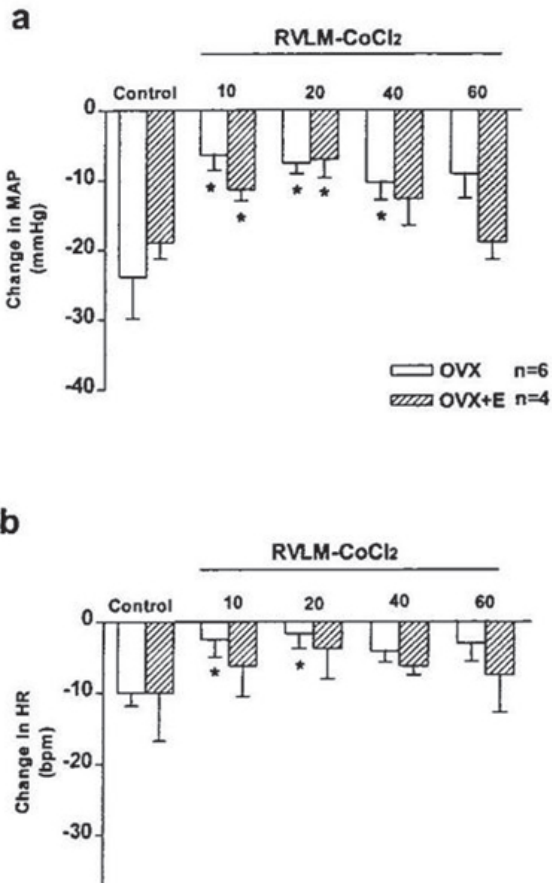 a
RVLM-CoCl₂
Control 10 20 40 60
0
-10
-20
-30
-40
Change in MAP
(mmHg)
* * * * *
OVX n=6
OVX+E n=4
b
RVLM-CoCl₂
Control 10 20 40 60
0
-10
-20
-30
Change in HR
(bpm)
* *